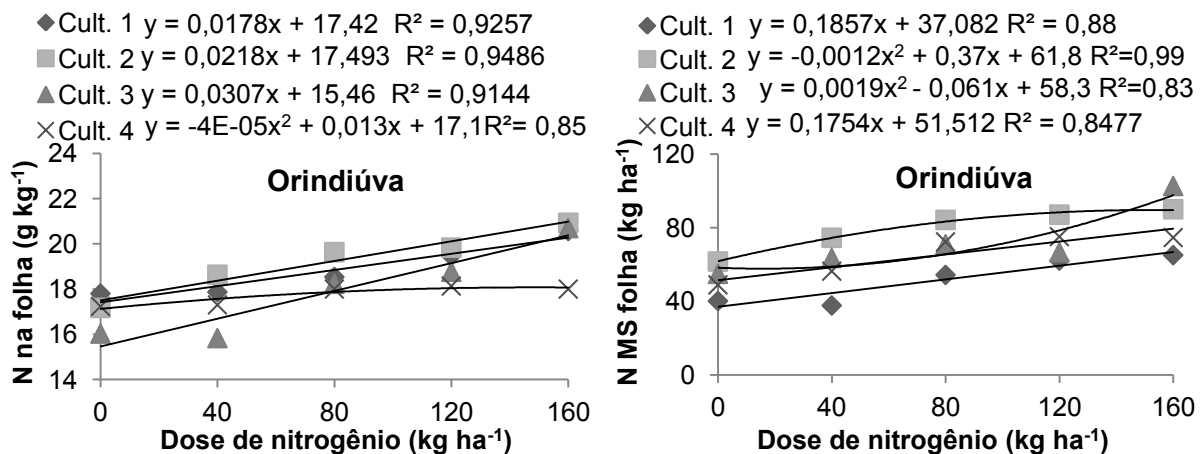 Cult. 1 y = 0,0178x + 17,42 R² = 0,9257
Cult. 2 y = 0,0218x + 17,493 R² = 0,9486
Cult. 3 y = 0,0307x + 15,46 R² = 0,9144
Cult. 4 y = -4E-05x² + 0,013x + 17,1R²= 0,85
Orindiúva
N na folha (g kg⁻¹)
24
22
20
18
16
14
0 40 80 120 160
Dose de nitrogênio (kg ha⁻¹)
Cult. 1 y = 0,1857x + 37,082 R² = 0,88
Cult. 2 y = -0,0012x² + 0,37x + 61,8 R²=0,99
Cult. 3 y = 0,0019x² - 0,061x + 58,3 R²=0,83
Cult. 4 y = 0,1754x + 51,512 R² = 0,8477
Orindiúva
N MS folha (kg ha⁻¹)
120
80
40
0
0 40 80 120 160
Dose de nitrogênio (kg ha⁻¹)